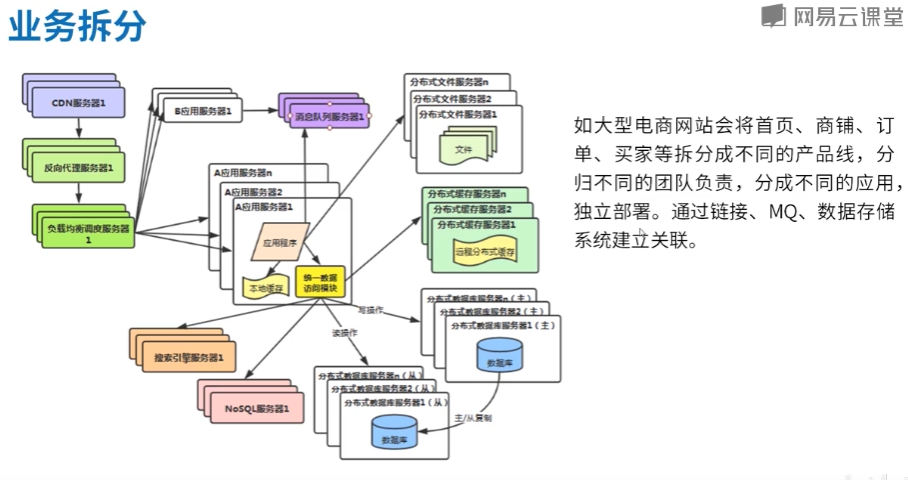 业务拆分
网易云课堂
CDN服务器1
反向代理服务器1
负载均衡调度服务器
1
B应用服务器1
消息队列服务器1
A应用服务器n
A应用服务器2
A应用服务器1
应用程序
本地缓存
统一数据
访问模块
分布式文件服务器n
分布式文件服务器2
分布式文件服务器1
文件
分布式缓存服务器n
分布式缓存服务器2
分布式缓存服务器1
远程分布式缓存
写操作
读操作
分布式数据库服务器n（主）
分布式数据库服务器2（主）
分布式数据库服务器1（主）
数据库
搜索引擎服务器1
NoSQL服务器1
分布式数据库服务器n（从）
分布式数据库服务器2（从）
分布式数据库服务器1（从）
数据库
主/从复制
如大型电商网站会将首页、商铺、订
单、买家等拆分成不同的产品线，分
归不同的团队负责，分成不同的应用，
独立部署。通过链接、MQ、数据存储
系统建立关联。